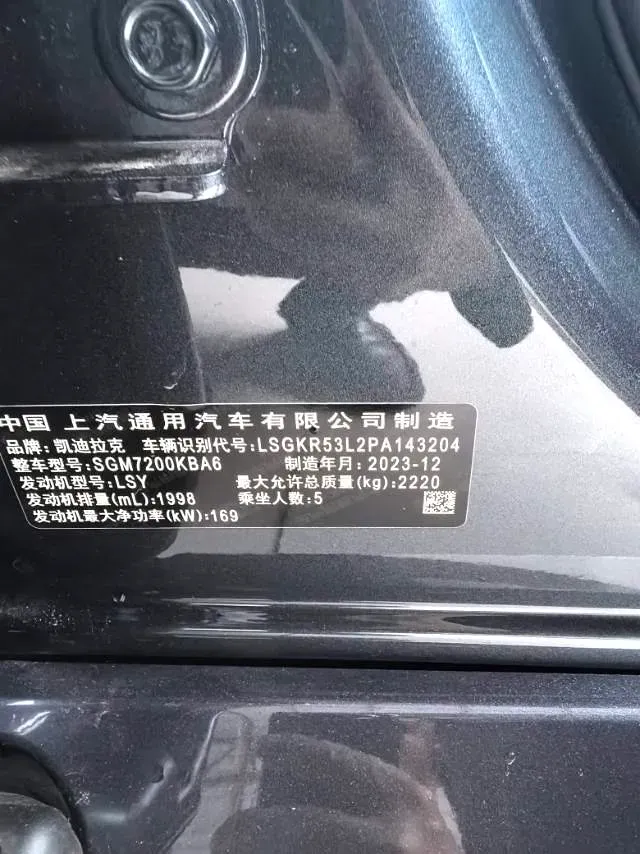 中国 上汽通用汽车有限公司制造
品牌: 凯迪拉克 车辆识别代号: LSGKR53L2PA143204
整车型号: SGM7200KBA6 制造年月: 2023-12
发动机型号: LSY 最大允许总质量(kg): 2220
发动机排量(mL): 1998 乘坐人数: 5
发动机最大净功率(kW): 169